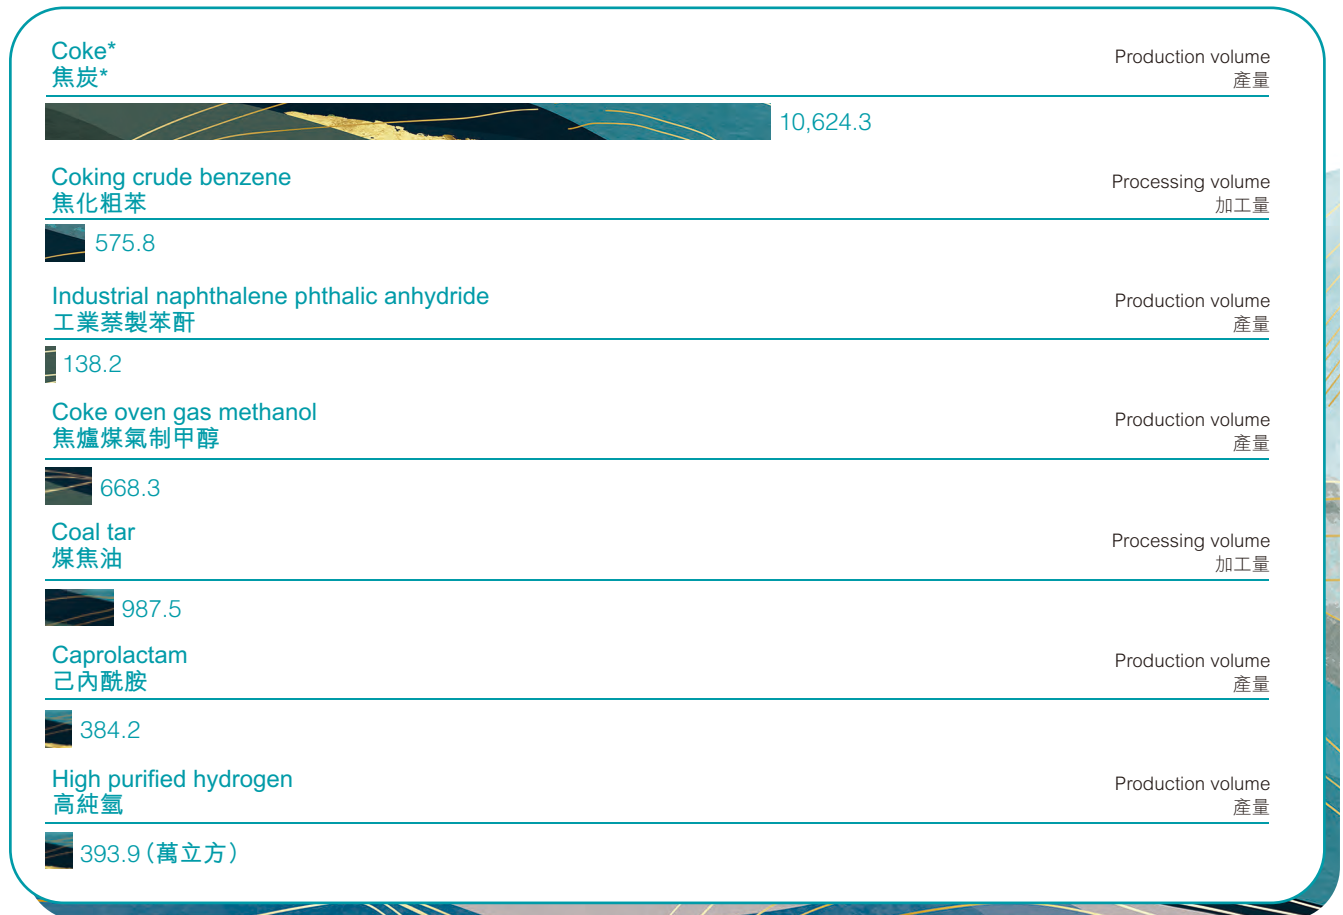 Coke*
焦炭*
Production volume
產量
10,624.3
Coking crude benzene
焦化粗苯
Processing volume
加工量
575.8
Industrial naphthalene phthalic anhydride
工業萘製苯酐
Production volume
產量
138.2
Coke oven gas methanol
焦爐煤氣制甲醇
Production volume
產量
668.3
Coal tar
煤焦油
Processing volume
加工量
987.5
Caprolactam
己內酰胺
Production volume
產量
384.2
High purified hydrogen
高純氫
Production volume
產量
393.9（萬立方）